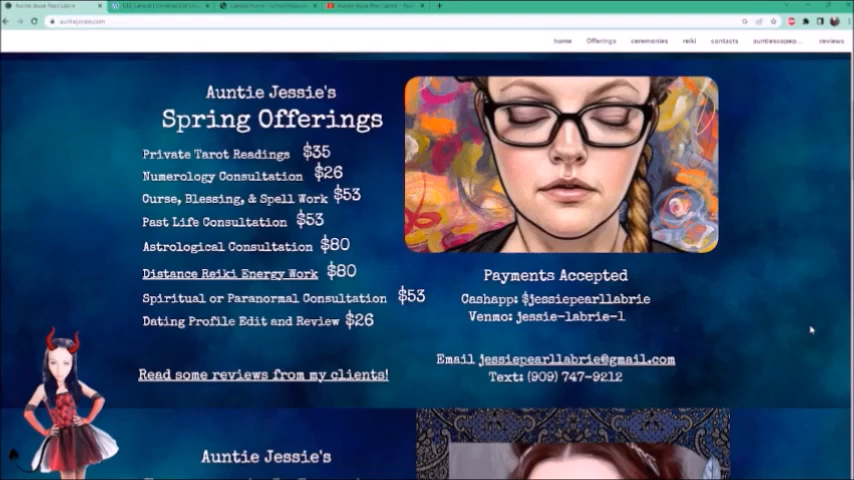 auntiejessie.com
home Offerings ceremonies reiki contacts auntiescopep... reviews
Auntie Jessie's
Spring Offerings
Private Tarot Readings $35
Numerology Consultation $26
Curse, Blessing, & Spell Work $53
Past Life Consultation $53
Astrological Consultation $80
Distance Reiki Energy Work $80
Spiritual or Paranormal Consultation $53
Dating Profile Edit and Review $26
Read some reviews from my clients!
Payments Accepted
Cashapp: $jessiepearllabrie
Venmo: jessie-labrie-1
Email jessiepearllabrie@gmail.com
Text: (909) 747-9212
Auntie Jessie's